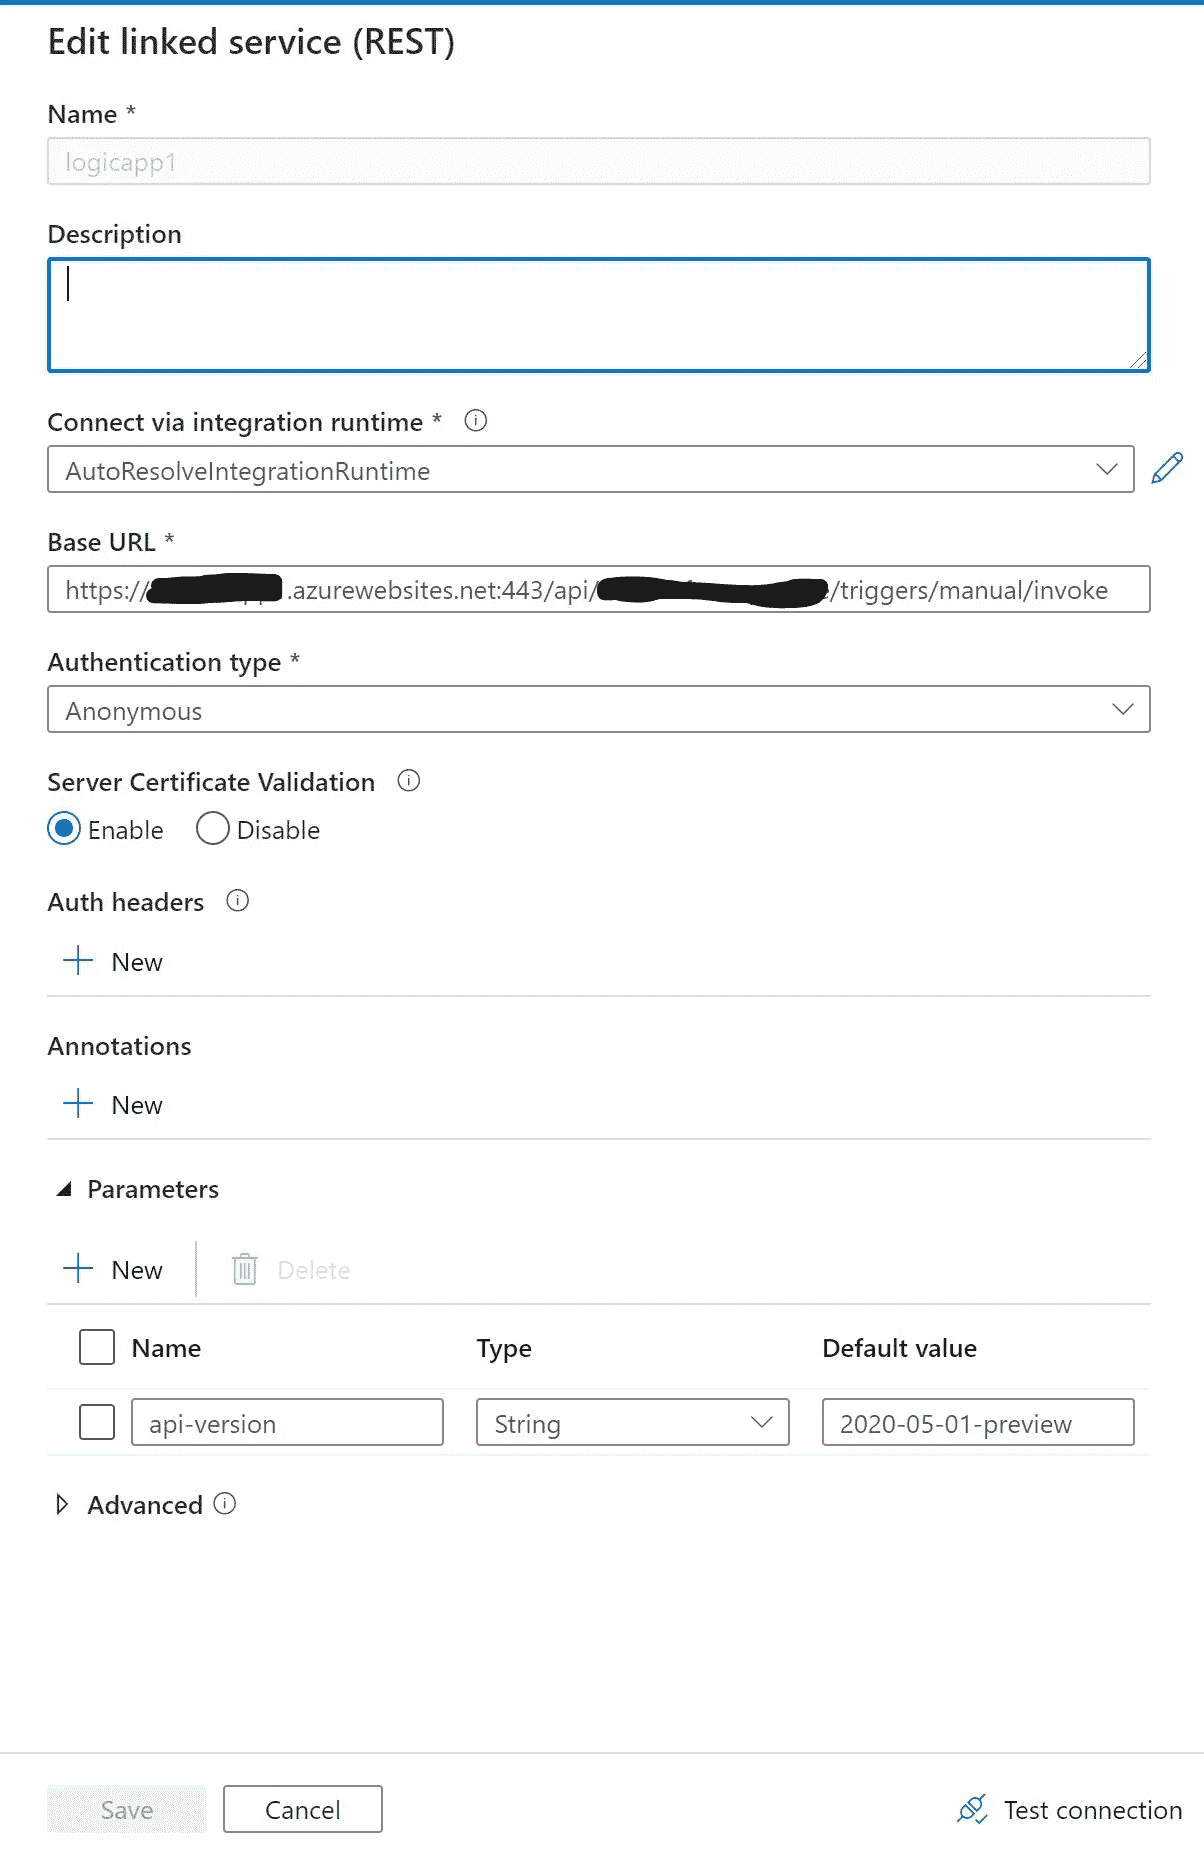 Edit linked service (REST)
Name *
logicapp1
Description
Connect via integration runtime *
AutoResolveIntegrationRuntime
Base URL *
https:// .azurewebsites.net:443/api/ /triggers/manual/invoke
Authentication type *
Anonymous
Server Certificate Validation
Enable Disable
Auth headers
New
Annotations
New
Parameters
New Delete
Name Type Default value
api-version String 2020-05-01-preview
Advanced
Save Cancel Test connection